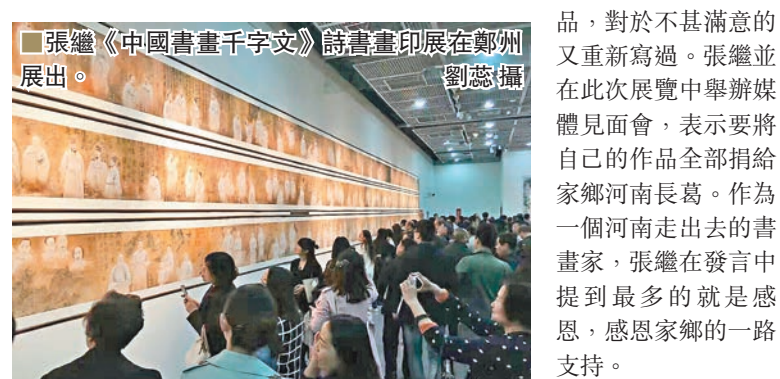 ■張繼《中國書畫千字文》詩書畫印展在鄭州
展出。 劉蕊 攝
品，對於不甚滿意的
又重新寫過。張繼並
在此次展覽中舉辦媒
體見面會，表示要將
自己的作品全部捐給
家鄉河南長葛。作為
一個河南走出去的書
畫家，張繼在發言中
提到最多的就是感
恩，感恩家鄉的一路
支持。